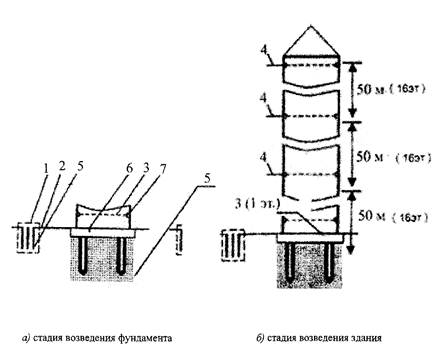 4
50 м (16эт)
4
1 2 5 6 3 7
5
4
50 м (16эт)
3 (1 эт.)
50 м (16эт)
а) стадия возведения фундамента
б) стадия возведения здания